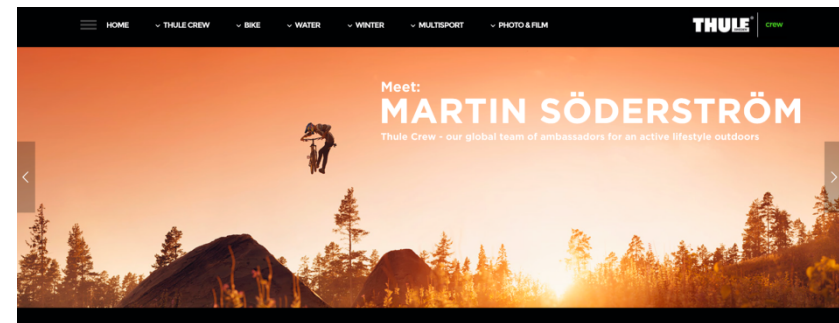 HOME
THULE CREW
BIKE
WATER
WINTER
MULTISPORT
PHOTO & FILM
THULE
crew
Meet:
MARTIN SÖDERSTRÖM
Thule Crew - our global team of ambassadors for an active lifestyle outdoors